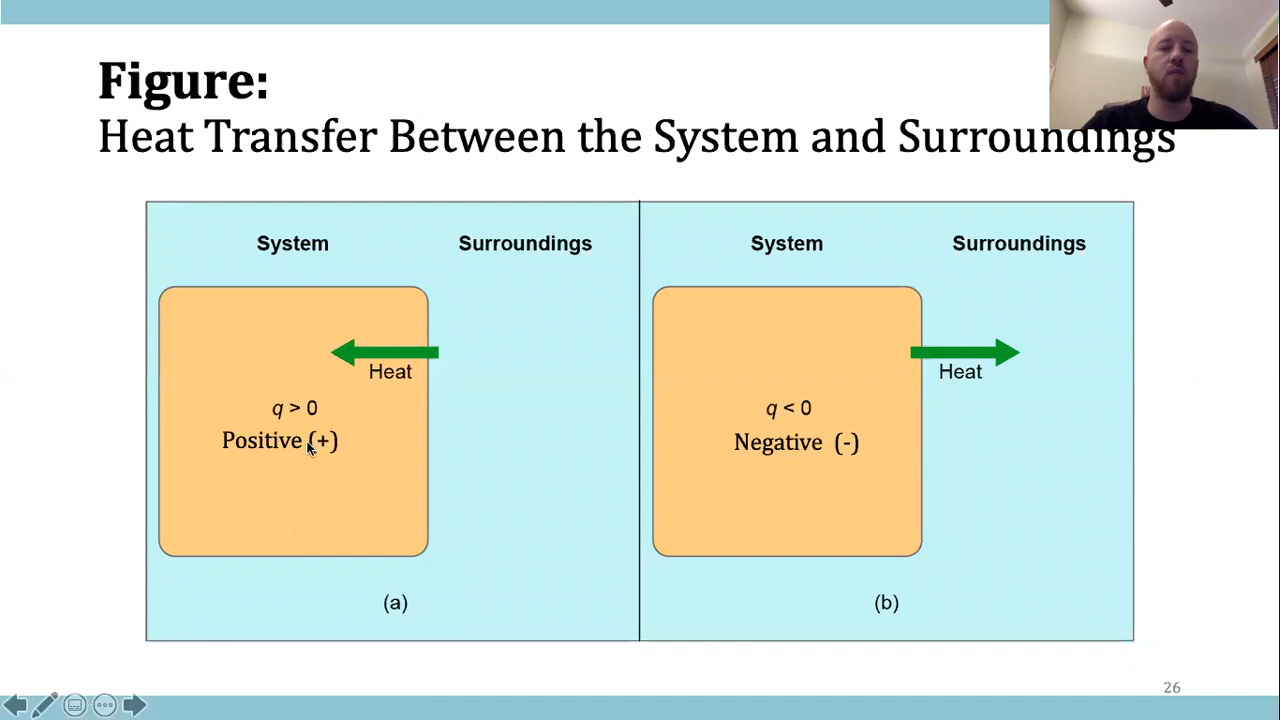 Figure:
Heat Transfer Between the System and Surroundings
System
Surroundings
Heat
q > 0
Positive (+)
(a)
System
Surroundings
Heat
q < 0
Negative (-)
(b)
26